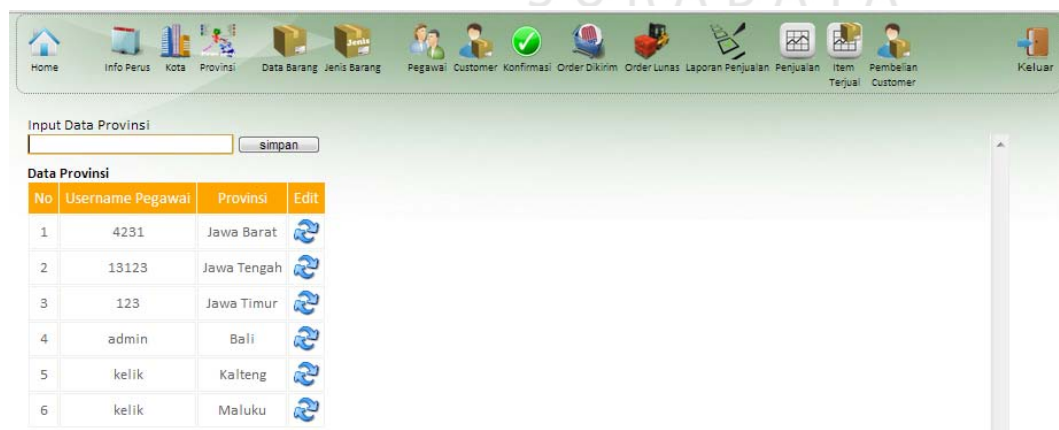 S U R A B A Y A
Home Info Perus Kota Provinsi Data Barang Jenis Barang Pegawai Customer Konfirmasi Order Dikirim Order Lunas Laporan Penjualan Penjualan Item Terjual Pembelian Customer Keluar
Jenis
Input Data Provinsi
simpan
Data Provinsi
No Username Pegawai Provinsi Edit
1 4231 Jawa Barat
2 13123 Jawa Tengah
3 123 Jawa Timur
4 admin Bali
5 kelik Kalteng
6 kelik Maluku